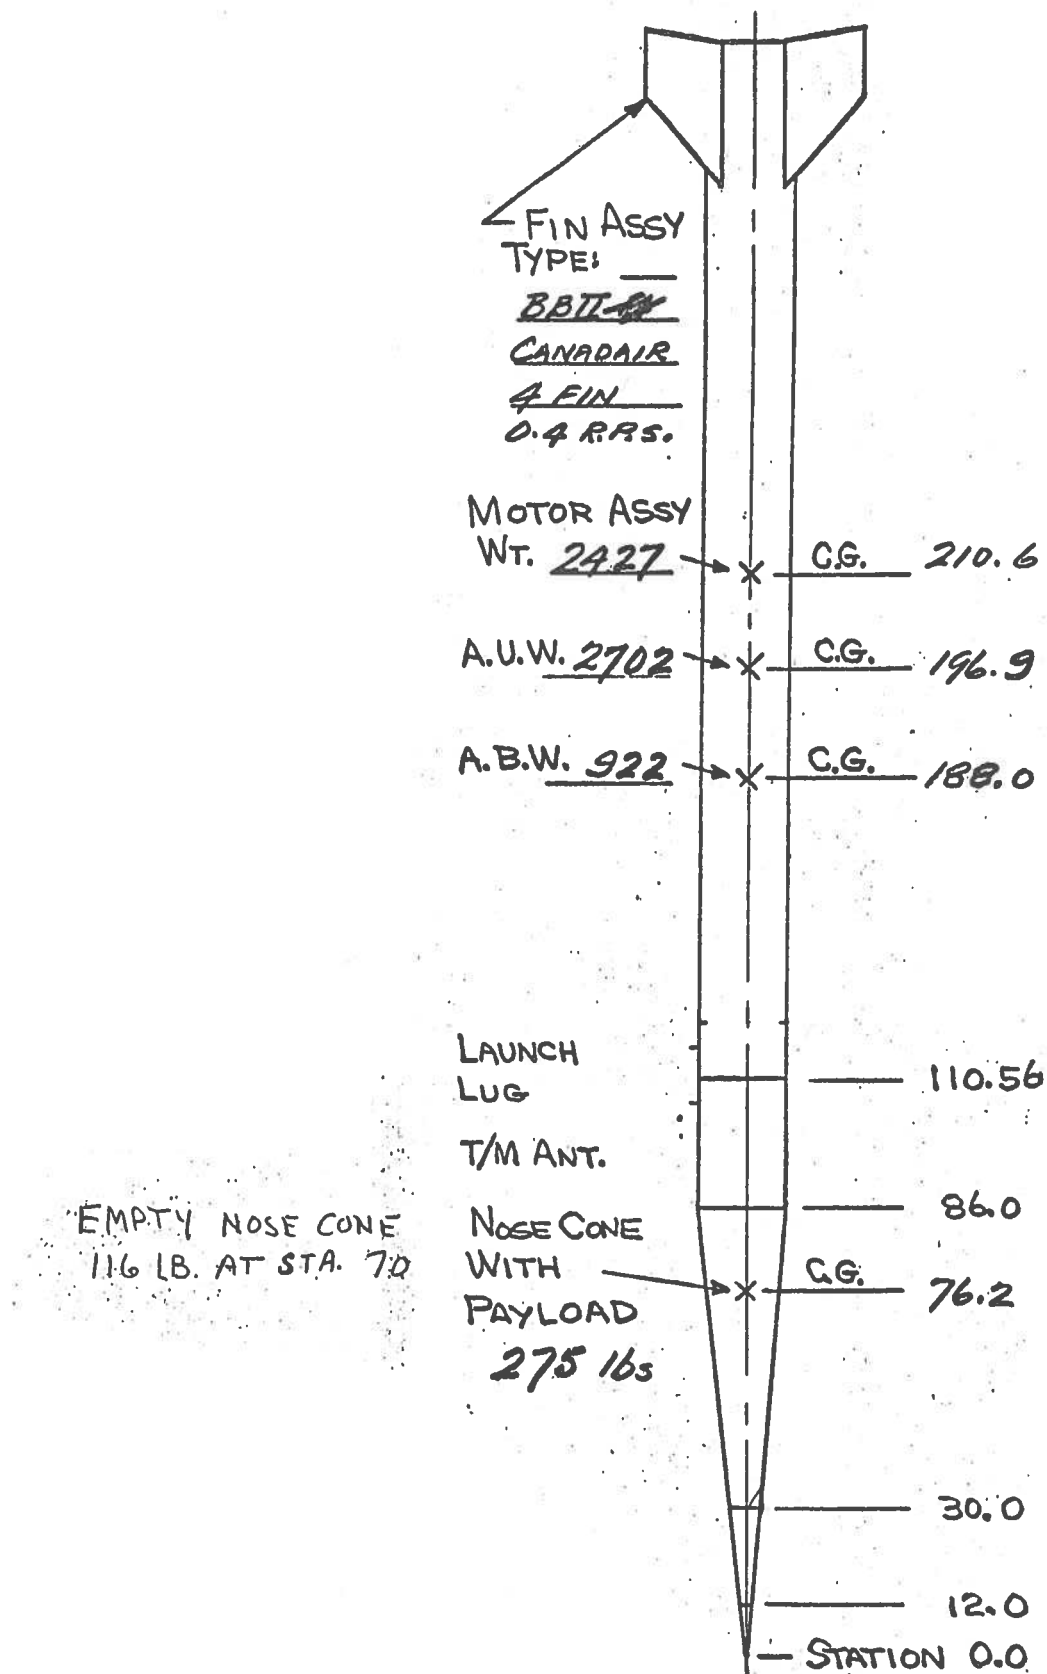 FIN ASSY
TYPE:
BBII
CANADAIR
4 FIN
0.4 R.P.S.
MOTOR ASSY
WT. 2427
C.G. 210.6
A.U.W. 2702
C.G. 196.9
A.B.W. 922
C.G. 188.0
LAUNCH
LUG
110.56
T/M ANT.
86.0
EMPTY NOSE CONE
116 LB. AT STA. 70
NOSE CONE
WITH
PAYLOAD
275 lbs
C.G. 76.2
30.0
12.0
STATION 0.0